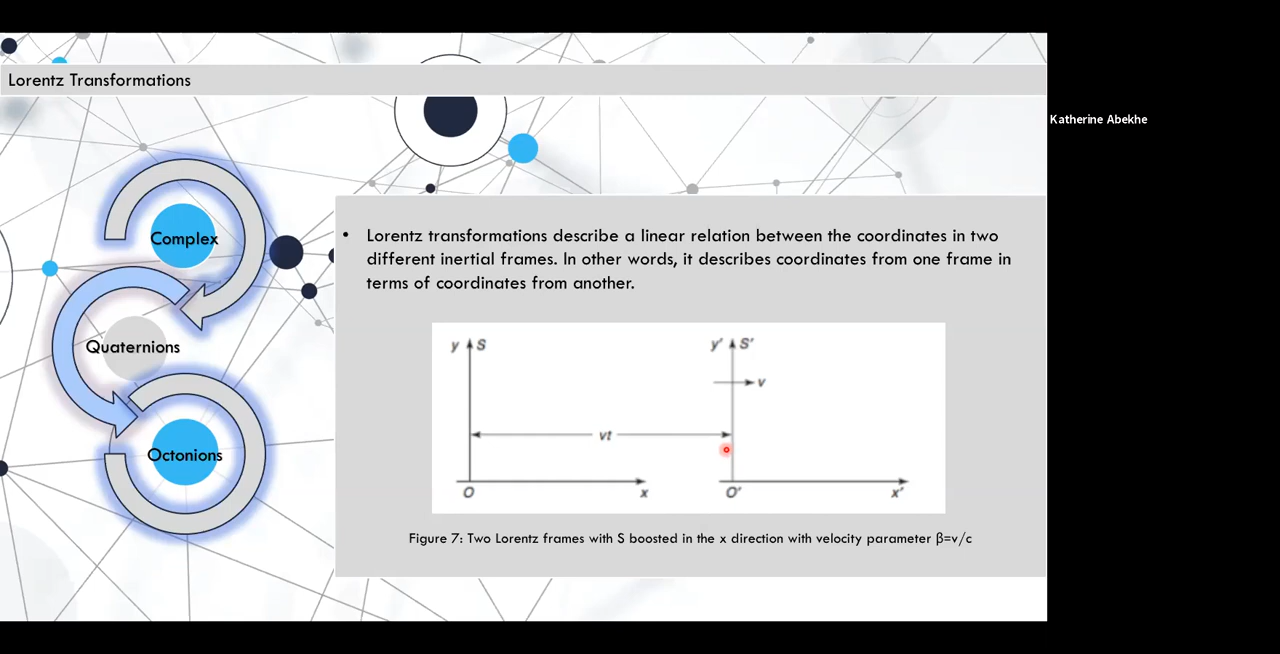 Lorentz Transformations
Katherine Abekhe
Complex
Quaternions
Octonions
• Lorentz transformations describe a linear relation between the coordinates in two
different inertial frames. In other words, it describes coordinates from one frame in
terms of coordinates from another.
y S
y' S'
v
vt
O x
O' x'
Figure 7: Two Lorentz frames with S boosted in the x direction with velocity parameter β=v/c